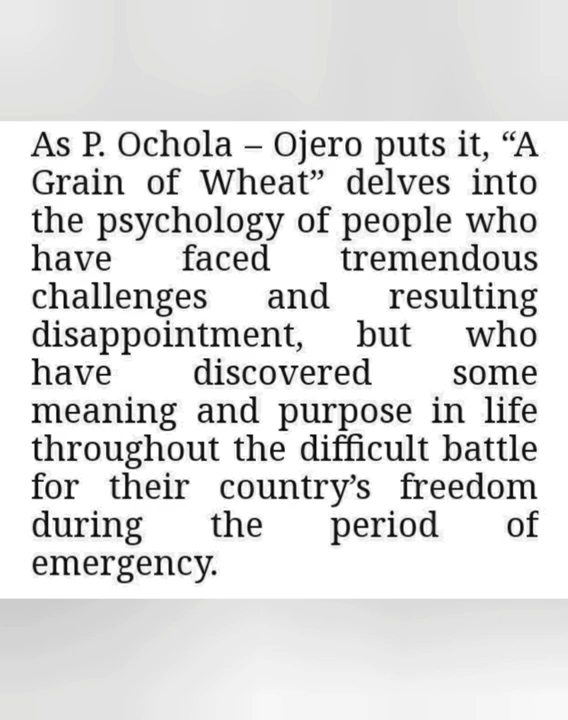 As P. Ochola – Ojero puts it, “A
Grain of Wheat” delves into
the psychology of people who
have faced tremendous
challenges and resulting
disappointment, but who
have discovered some
meaning and purpose in life
throughout the difficult battle
for their country’s freedom
during the period of
emergency.